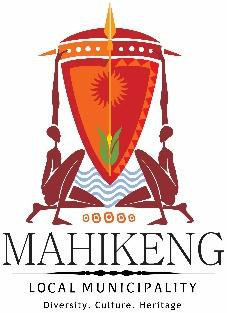 MAHIKENG
LOCAL MUNICIPALITY
Diversity. Culture. Heritage